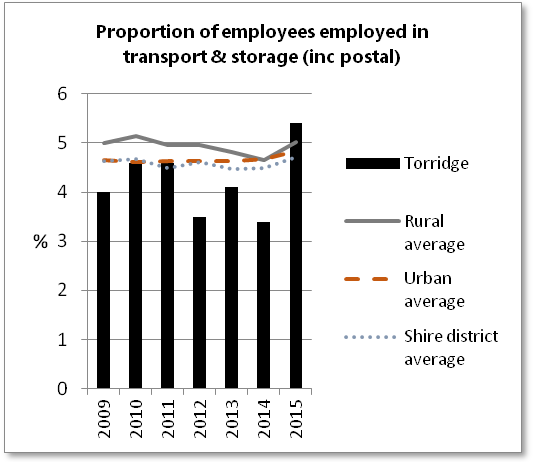 Proportion of employees employed in
transport & storage (inc postal)
6
5
4
3
2
1
0
%
2009
2010
2011
2012
2013
2014
2015
Torridge
Rural
average
Urban
average
Shire district
average